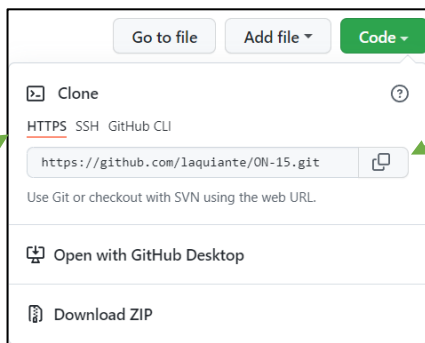 Go to file Add file Code
Clone
HTTPS SSH GitHub CLI
https://github.com/laquiante/ON-15.git
Use Git or checkout with SVN using the web URL.
Open with GitHub Desktop
Download ZIP